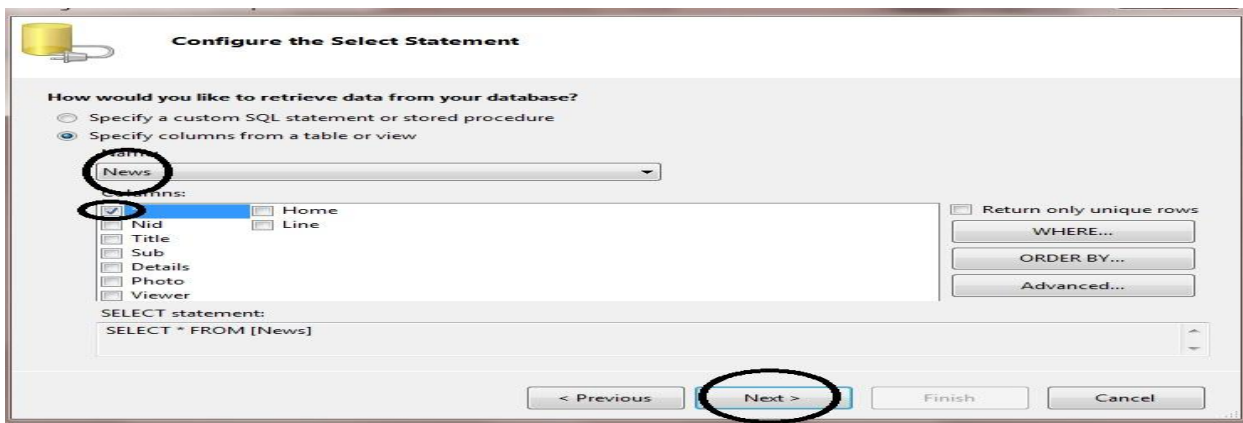 Configure the Select Statement
How would you like to retrieve data from your database?
Specify a custom SQL statement or stored procedure
Specify columns from a table or view
Name:
News
Columns:
Home
Return only unique rows
Nid
Line
WHERE...
Title
Sub
ORDER BY...
Details
Photo
Advanced...
Viewer
SELECT statement:
SELECT * FROM [News]
< Previous
Next >
Finish
Cancel